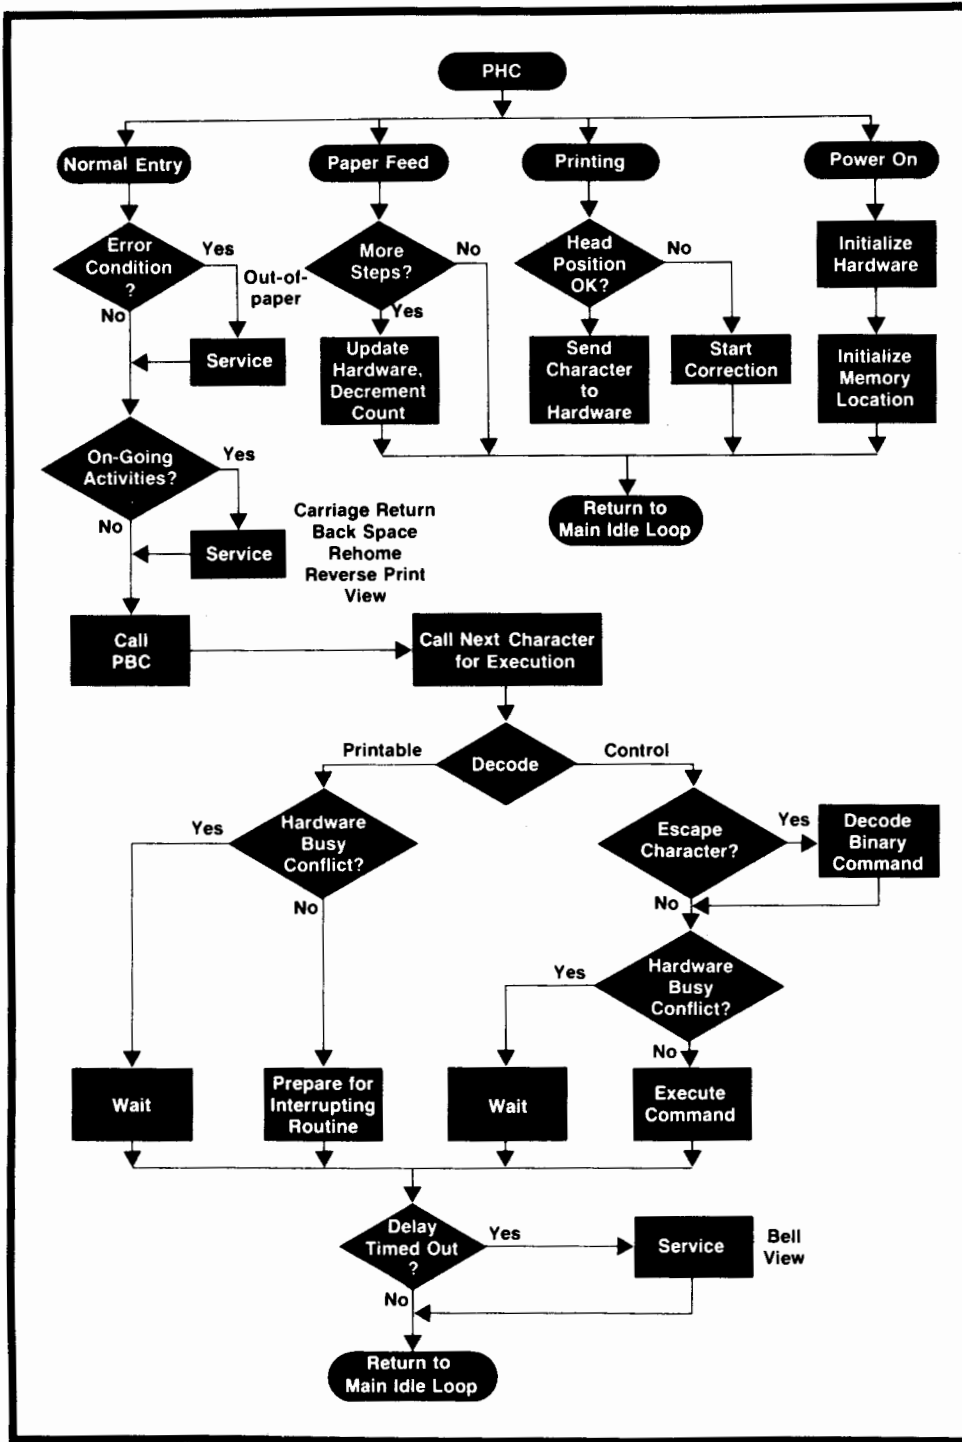 PHC
Normal Entry
Paper Feed
Printing
Power On
Error
Condition
?
Yes
No
Out-of-
paper
Service
More
Steps?
No
Yes
Update
Hardware,
Decrement
Count
Head
Position
OK?
No
Send
Character
to
Hardware
Start
Correction
Initialize
Hardware
Initialize
Memory
Location
Return to
Main Idle Loop
On-Going
Activities?
Yes
No
Service
Carriage Return
Back Space
Rehome
Reverse Print
View
Call
PBC
Call Next Character
for Execution
Decode
Printable
Control
Hardware
Busy
Conflict?
Yes
No
Escape
Character?
Yes
No
Decode
Binary
Command
Hardware
Busy
Conflict?
Yes
No
Wait
Prepare for
Interrupting
Routine
Wait
Execute
Command
Delay
Timed Out
?
Yes
No
Service
Bell
View
Return to
Main Idle Loop